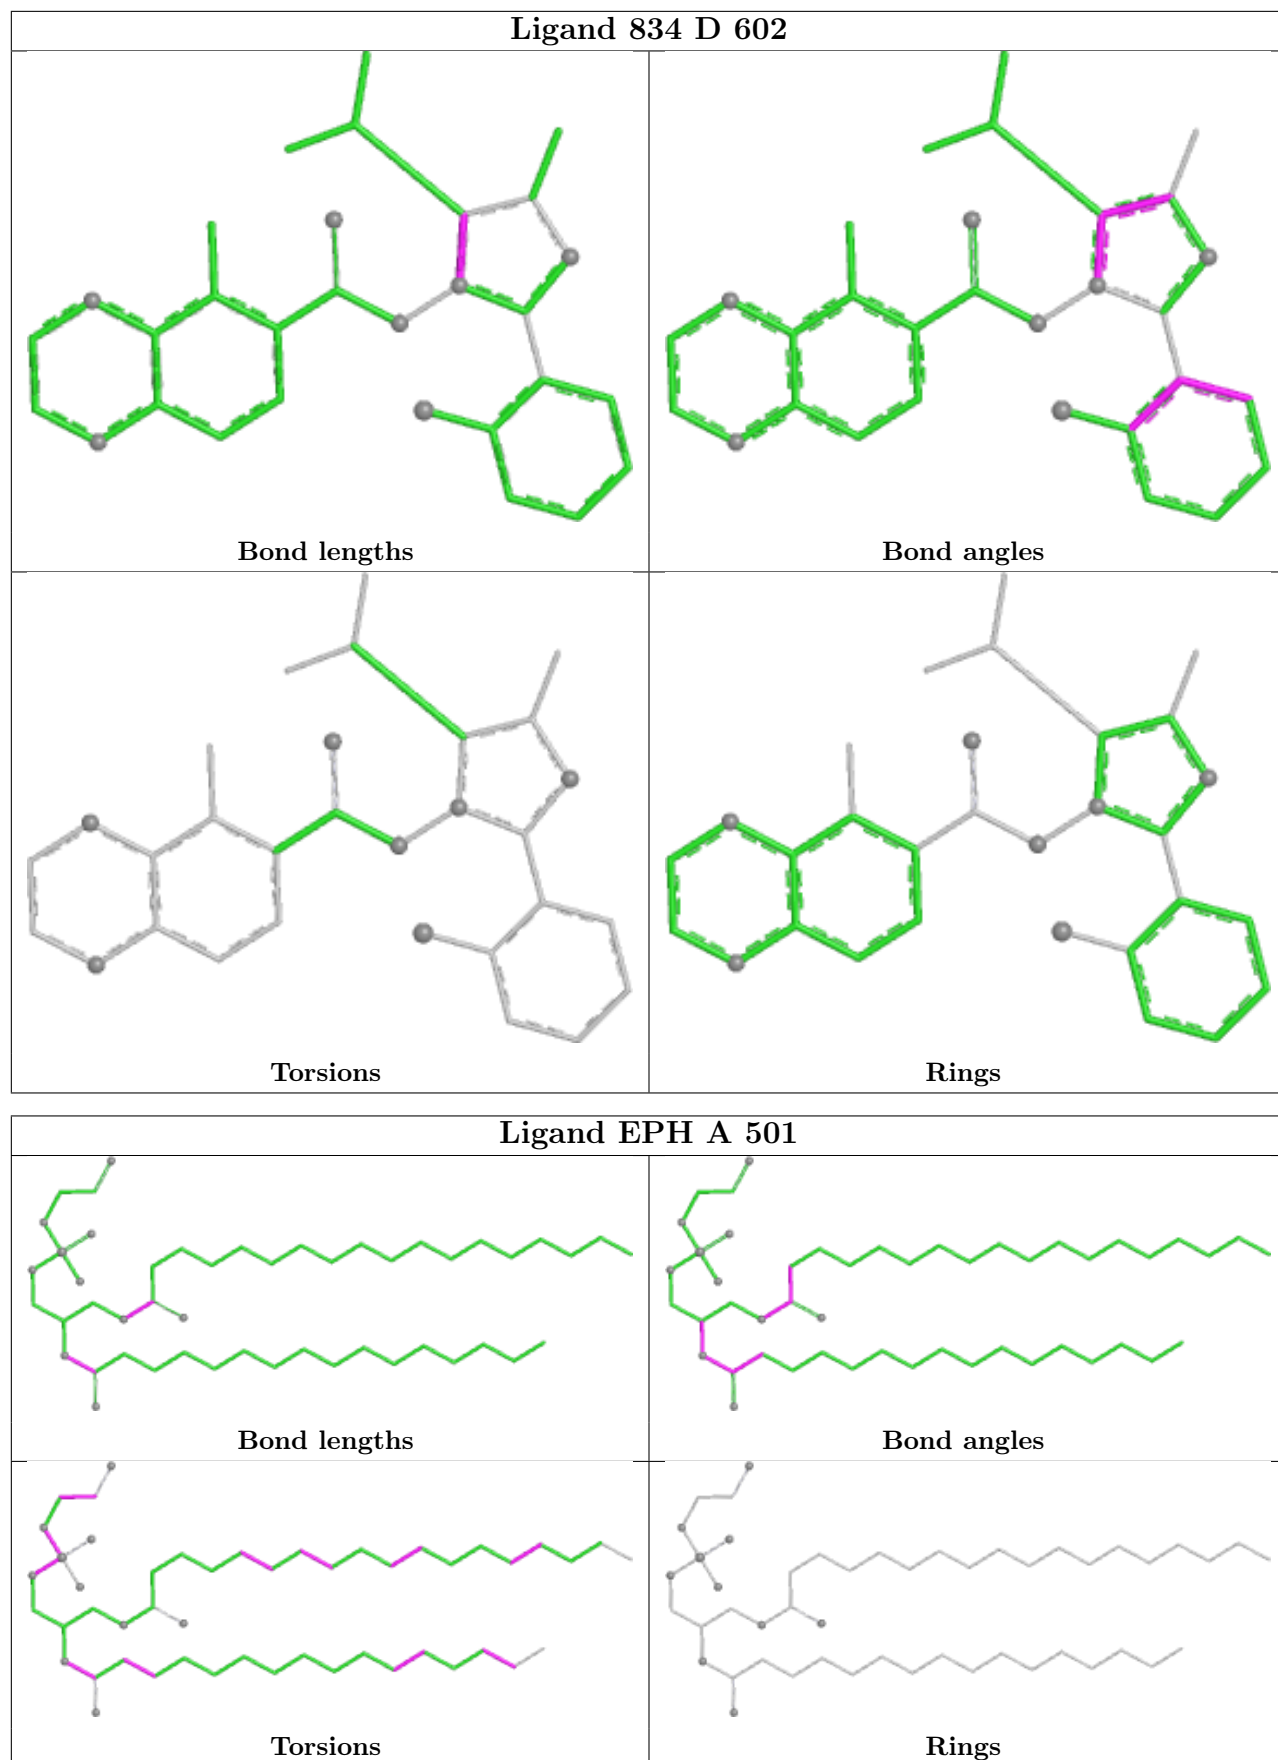 Ligand 834 D 602
Bond lengths
Bond angles
Torsions
Rings
Ligand EPH A 501
Bond lengths
Bond angles
Torsions
Rings